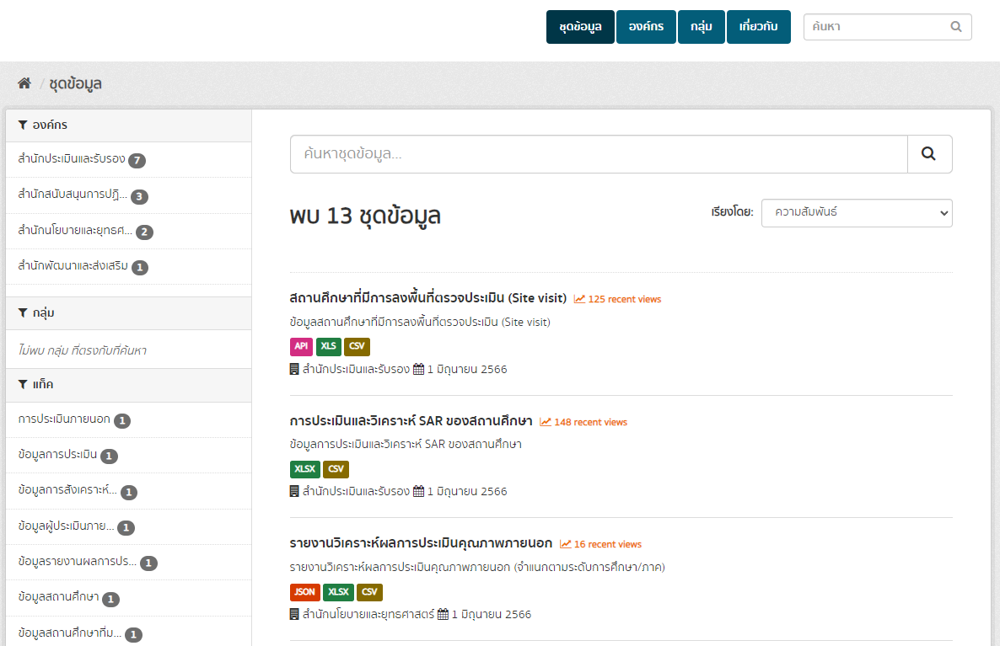 ชุดข้อมูล องค์กร กลุ่ม เกี่ยวกับ ค้นหา
/ ชุดข้อมูล
องค์กร
สำนักประเมินและรับรอง 7
สำนักสนับสนุนการปฏิ... 3
สำนักนโยบายและยุทธศ... 2
สำนักพัฒนาและส่งเสริม 1
กลุ่ม
ไม่พบ กลุ่ม ที่ตรงกับที่ค้นหา
แท็ค
การประเมินภายนอก 1
ข้อมูลการประเมิน 1
ข้อมูลการสังเคราะห์... 1
ข้อมูลผู้ประเมินภาย... 1
ข้อมูลรายงานผลการปร... 1
ข้อมูลสถานศึกษา 1
ข้อมูลสถานศึกษาที่ม... 1
ค้นหาชุดข้อมูล...
พบ 13 ชุดข้อมูล
เรียงโดย: ความสัมพันธ์
สถานศึกษาที่มีการลงพื้นที่ตรวจประเมิน (Site visit) 125 recent views
ข้อมูลสถานศึกษาที่มีการลงพื้นที่ตรวจประเมิน (Site visit)
API XLS CSV
สำนักประเมินและรับรอง 1 มิถุนายน 2566
การประเมินและวิเคราะห์ SAR ของสถานศึกษา 148 recent views
ข้อมูลการประเมินและวิเคราะห์ SAR ของสถานศึกษา
XLSX CSV
สำนักประเมินและรับรอง 1 มิถุนายน 2566
รายงานวิเคราะห์ผลการประเมินคุณภาพภายนอก 16 recent views
รายงานวิเคราะห์ผลการประเมินคุณภาพภายนอก (จำแนกตามระดับการศึกษา/ภาค)
JSON XLSX CSV
สำนักนโยบายและยุทธศาสตร์ 1 มิถุนายน 2566